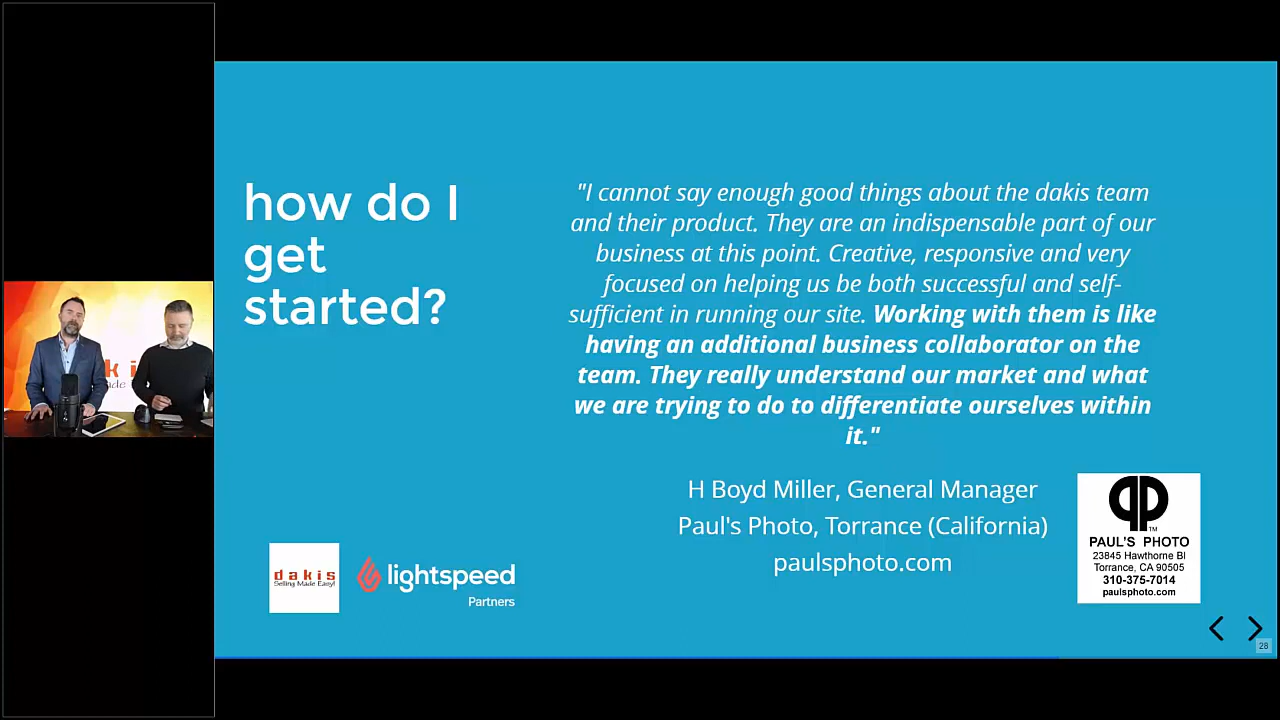 how do I
get
started?
"I cannot say enough good things about the dakis team
and their product. They are an indispensable part of our
business at this point. Creative, responsive and very
focused on helping us be both successful and self-
sufficient in running our site. Working with them is like
having an additional business collaborator on the
team. They really understand our market and what
we are trying to do to differentiate ourselves within
it."
H Boyd Miller, General Manager
Paul's Photo, Torrance (California)
paulsphoto.com
dakis
Selling Made Easy!
lightspeed
Partners
TM
PAUL'S PHOTO
23845 Hawthorne Bl
Torrance, CA 90505
310-375-7014
paulsphoto.com
28